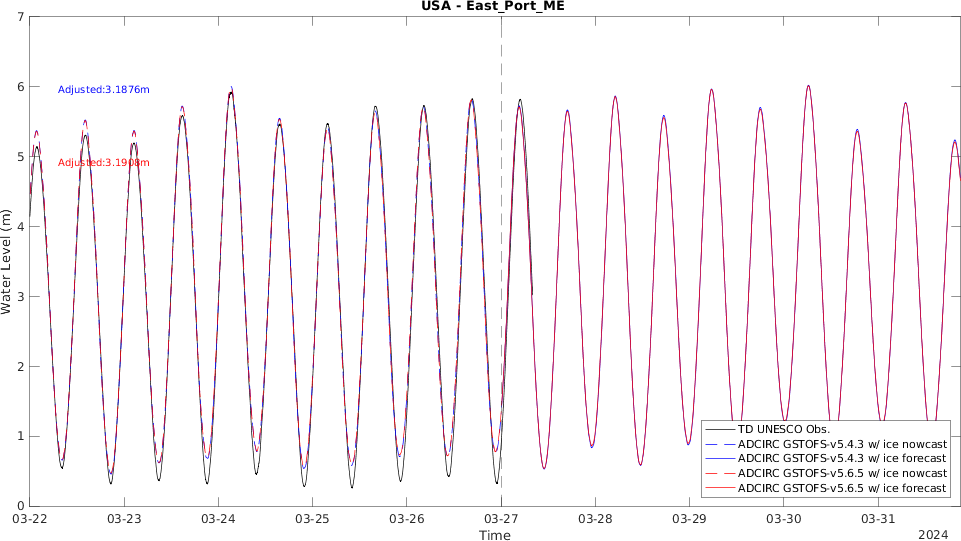 USA - East_Port_ME
7
6
5
4
3
2
1
0
Water Level (m)
Adjusted:3.1876m
Adjusted:3.1908m
TD UNESCO Obs.
ADCIRC GSTOFS-v5.4.3 w/ ice nowcast
ADCIRC GSTOFS-v5.4.3 w/ ice forecast
ADCIRC GSTOFS-v5.6.5 w/ ice nowcast
ADCIRC GSTOFS-v5.6.5 w/ ice forecast
03-22 03-23 03-24 03-25 03-26 03-27 03-28 03-29 03-30 03-31
Time
2024